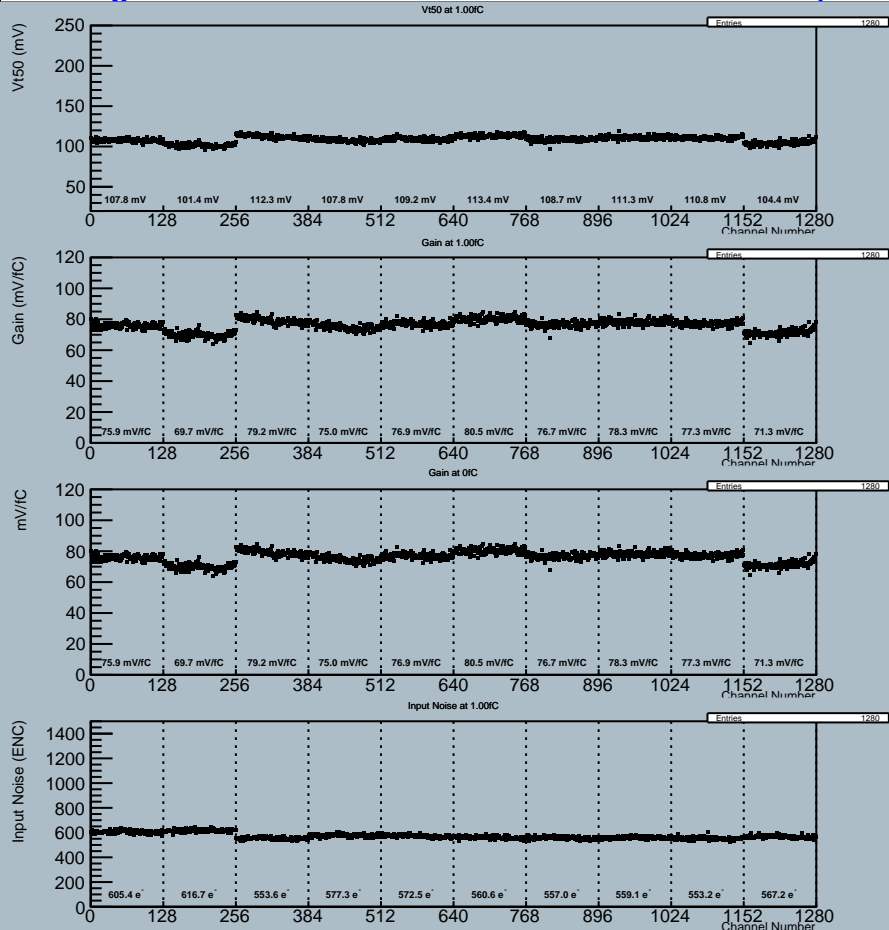 Vt50 at 1.00fC
Entries 1280
Vt50 (mV)
250
200
150
100
50
107.8 mV 101.4 mV 112.3 mV 107.8 mV 109.2 mV 113.4 mV 108.7 mV 111.3 mV 110.8 mV 104.4 mV
0 128 256 384 512 640 768 896 1024 1152 1280
Channel Number
Gain at 1.00fC
Entries 1280
Gain (mV/fC)
120
100
80
60
40
20
0
75.9 mV/fC 69.7 mV/fC 79.2 mV/fC 75.0 mV/fC 76.9 mV/fC 80.5 mV/fC 76.7 mV/fC 78.3 mV/fC 77.3 mV/fC 71.3 mV/fC
0 128 256 384 512 640 768 896 1024 1152 1280
Channel Number
Gain at 0fC
Entries 1280
mV/fC
120
100
80
60
40
20
0
75.9 mV/fC 69.7 mV/fC 79.2 mV/fC 75.0 mV/fC 76.9 mV/fC 80.5 mV/fC 76.7 mV/fC 78.3 mV/fC 77.3 mV/fC 71.3 mV/fC
0 128 256 384 512 640 768 896 1024 1152 1280
Channel Number
Input Noise at 1.00fC
Entries 1280
Input Noise (ENC)
1400
1200
1000
800
600
400
200
0
605.4 e⁻ 616.7 e⁻ 553.6 e⁻ 577.3 e⁻ 572.5 e⁻ 560.6 e⁻ 557.0 e⁻ 559.1 e⁻ 553.2 e⁻ 567.2 e⁻
0 128 256 384 512 640 768 896 1024 1152 1280
Channel Number